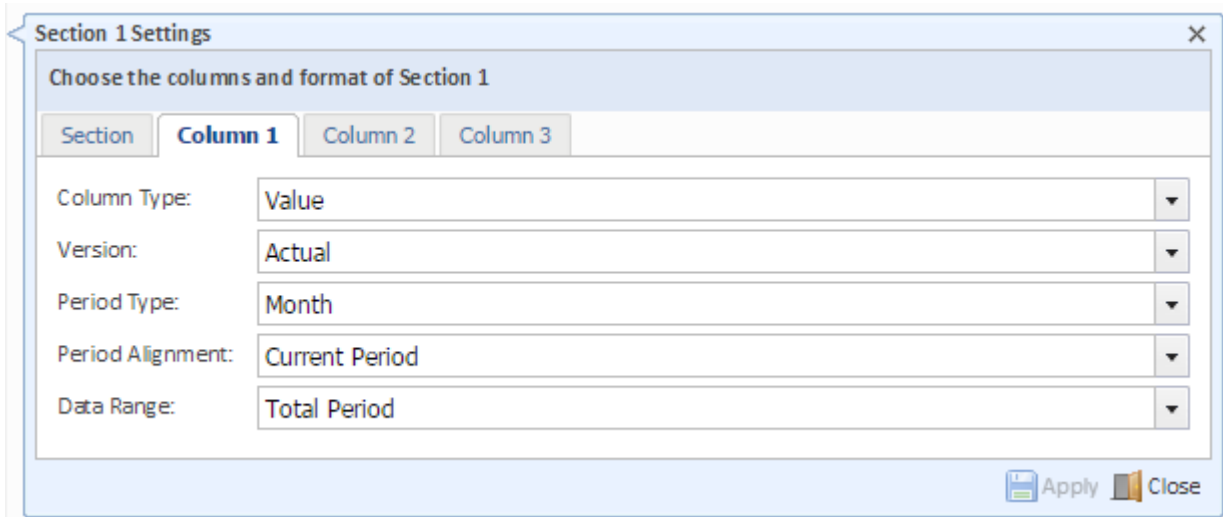 Section 1 Settings
Choose the columns and format of Section 1
Section Column 1 Column 2 Column 3
Column Type: Value
Version: Actual
Period Type: Month
Period Alignment: Current Period
Data Range: Total Period
Apply Close